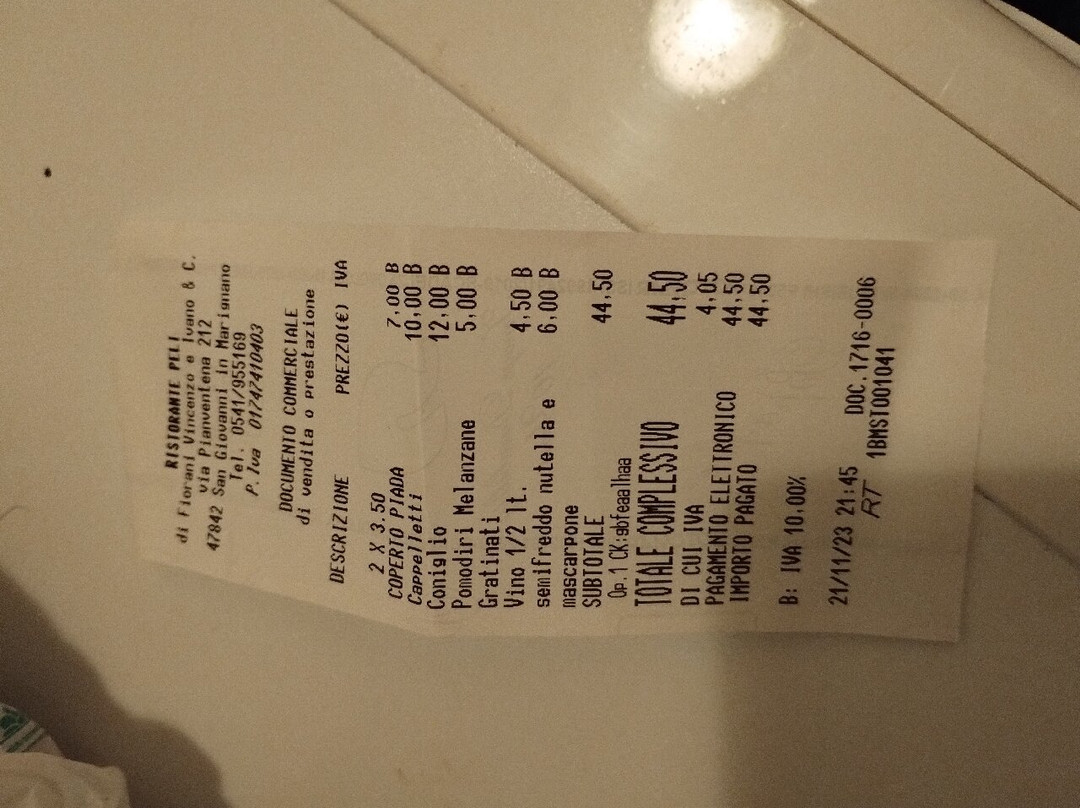 RISTORANTE PELI
di Fiorani Vincenzo e Ivano & C.
via Pianventena 212
47842 San Giovanni in Marignano
Tel. 0541/955169
P. Iva 01747410403
DOCUMENTO COMMERCIALE
di vendita o prestazione
DESCRIZIONE PREZZO(€) IVA
2 X 3.50
COPERTO PIADA 7,00 B
Cappelletti 10,00 B
Coniglio 12,00 B
Pomodiri Melanzane 5,00 B
Gratinati
Vino 1/2 lt. 4,50 B
semifreddo nutella e 6,00 B
mascarpone
SUBTOTALE 44,50
Op.1 CK:gbfeaalhaa
TOTALE COMPLESSIVO 44,50
DI CUI IVA 4,05
PAGAMENTO ELETTRONICO 44,50
IMPORTO PAGATO 44,50
B: IVA 10,00%
21/11/23 21:45 DOC.1716-0006
RT 1BMST001041